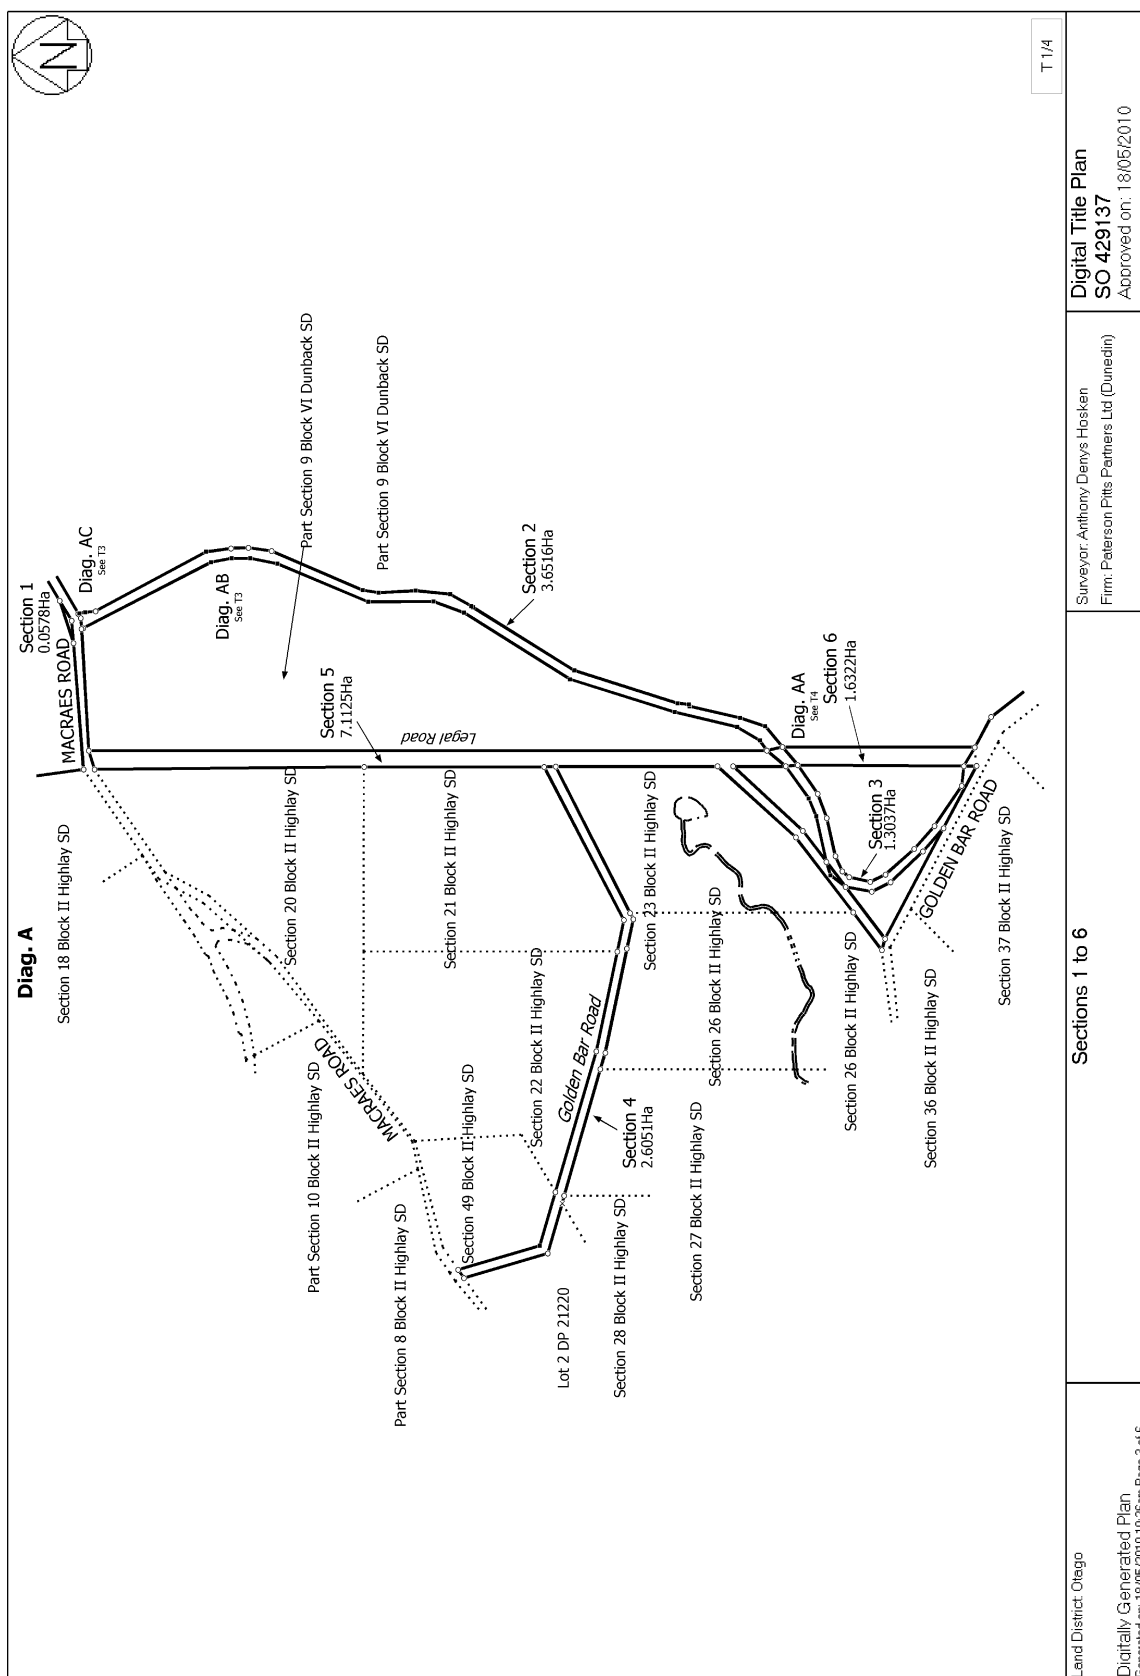 Diag. A
Section 1
0.0578Ha
MACRAES ROAD
Diag. AC
See T3
Section 18 Block II Highlay SD
Diag. AB
See T3
Part Section 9 Block VI Dunback SD
Part Section 9 Block VI Dunback SD
Section 2
3.6516Ha
Section 5
7.1125Ha
Legal Road
Section 20 Block II Highlay SD
Section 21 Block II Highlay SD
Part Section 10 Block II Highlay SD
MACRAES ROAD
Part Section 8 Block II Highlay SD
Section 49 Block II Highlay SD
Section 22 Block II Highlay SD
Golden Bar Road
Section 4
2.6051Ha
Lot 2 DP 21220
Section 28 Block II Highlay SD
Section 27 Block II Highlay SD
Section 23 Block II Highlay SD
Section 26 Block II Highlay SD
Diag. AA
See T4
Section 6
1.6322Ha
Section 3
1.3037Ha
Section 26 Block II Highlay SD
Section 36 Block II Highlay SD
GOLDEN BAR ROAD
Section 37 Block II Highlay SD
N
T 1/4
Land District: Otago
Digitally Generated Plan
Sections 1 to 6
Surveyor: Anthony Denys Hosken
Firm: Paterson Pitts Partners Ltd (Dunedin)
Digital Title Plan
SO 429137
Approved on: 18/05/2010